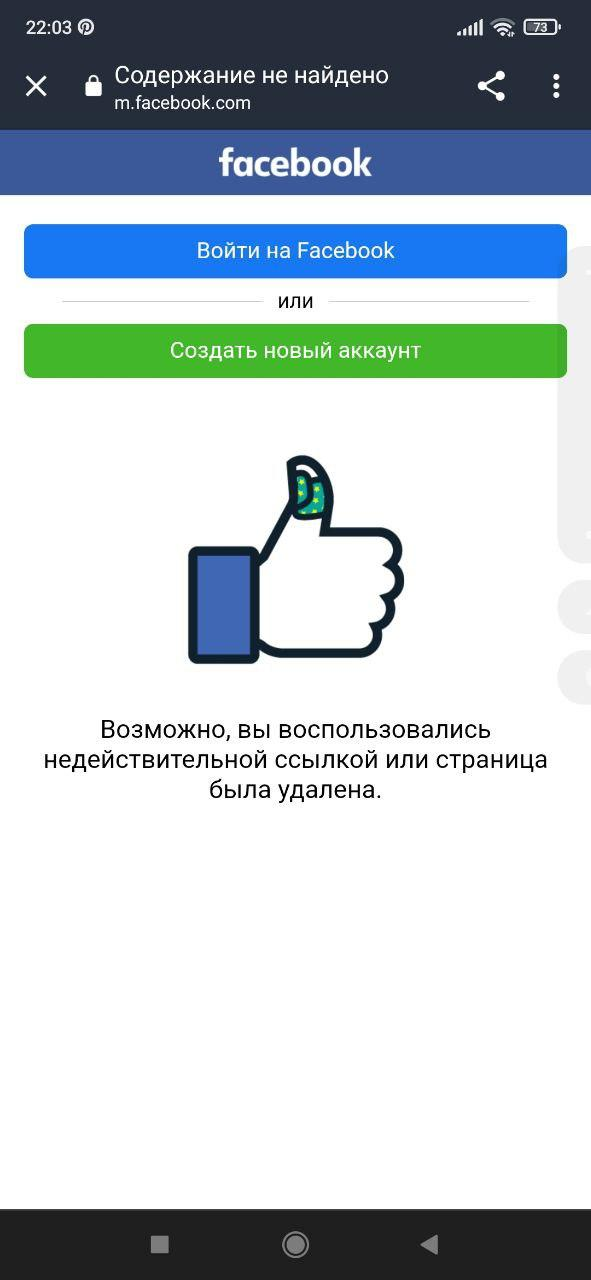 22:03
73
Содержание не найдено
m.facebook.com
facebook
Войти на Facebook
или
Создать новый аккаунт
Возможно, вы воспользовались
недействительной ссылкой или страница
была удалена.